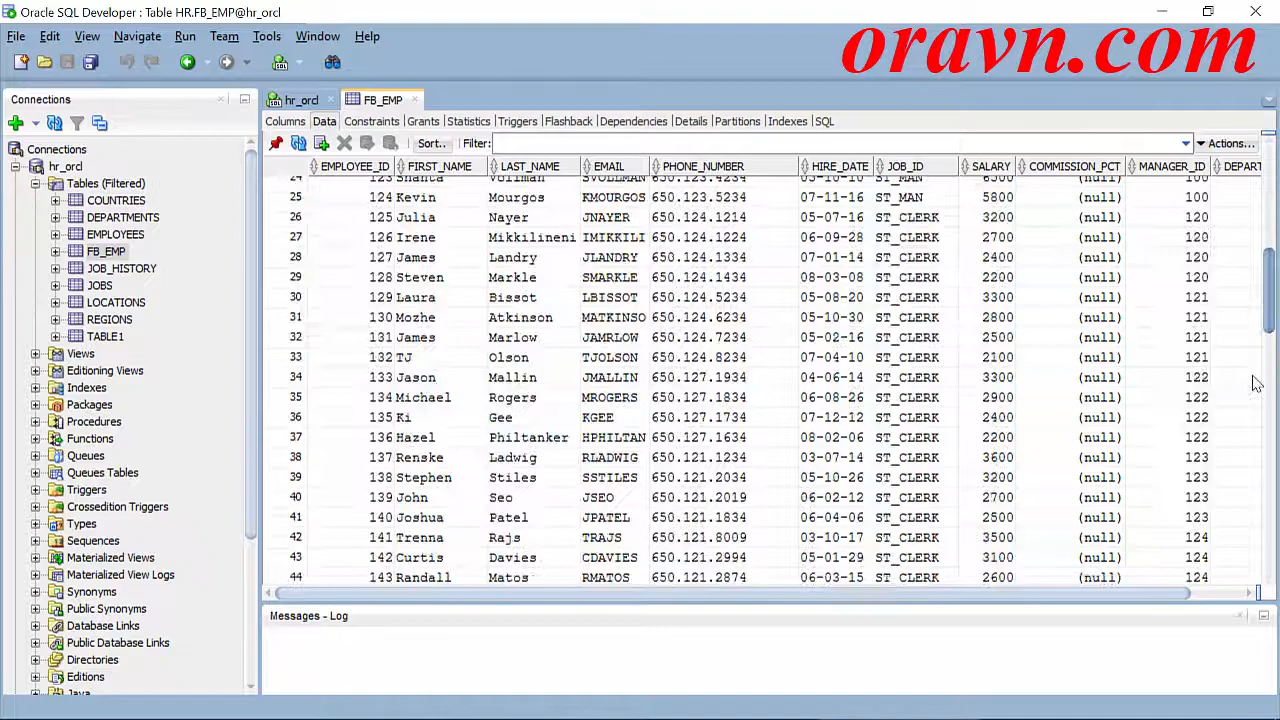 Oracle SQL Developer : Table HR.FB_EMP@hr_orcl
File Edit View Navigate Run Team Tools Window Help
oravn.com
Connections
hr_orcl FB_EMP
Columns Data Constraints Grants Statistics Triggers Flashback Dependencies Details Partitions Indexes SQL
Sort.. Filter: Actions...
EMPLOYEE_ID FIRST_NAME LAST_NAME EMAIL PHONE_NUMBER HIRE_DATE JOB_ID SALARY COMMISSION_PCT MANAGER_ID DEPART
24 123 Shanta Vollman SVOLLMAN 650.123.4234 05-10-10 ST_MAN 6500 (null) 100
25 124 Kevin Mourgos KMOURGOS 650.123.5234 07-11-16 ST_MAN 5800 (null) 100
26 125 Julia Nayer JNAYER 650.124.1214 05-07-16 ST_CLERK 3200 (null) 120
27 126 Irene Mikkilineni IMIKKILI 650.124.1224 06-09-28 ST_CLERK 2700 (null) 120
28 127 James Landry JLANDRY 650.124.1334 07-01-14 ST_CLERK 2400 (null) 120
29 128 Steven Markle SMARKLE 650.124.1434 08-03-08 ST_CLERK 2200 (null) 120
30 129 Laura Bissot LBISSOT 650.124.5234 05-08-20 ST_CLERK 3300 (null) 121
31 130 Mozhe Atkinson MATKINSO 650.124.6234 05-10-30 ST_CLERK 2800 (null) 121
32 131 James Marlow JAMRLOW 650.124.7234 05-02-16 ST_CLERK 2500 (null) 121
33 132 TJ Olson TJOLSON 650.124.8234 07-04-10 ST_CLERK 2100 (null) 121
34 133 Jason Mallin JMALLIN 650.127.1934 04-06-14 ST_CLERK 3300 (null) 122
35 134 Michael Rogers MROGERS 650.127.1834 06-08-26 ST_CLERK 2900 (null) 122
36 135 Ki Gee KGEE 650.127.1734 07-12-12 ST_CLERK 2400 (null) 122
37 136 Hazel Philtanker HPHILTAN 650.127.1634 08-02-06 ST_CLERK 2200 (null) 122
38 137 Renske Ladwig RLADWIG 650.121.1234 03-07-14 ST_CLERK 3600 (null) 123
39 138 Stephen Stiles SSTILES 650.121.2034 05-10-26 ST_CLERK 3200 (null) 123
40 139 John Seo JSEO 650.121.2019 06-02-12 ST_CLERK 2700 (null) 123
41 140 Joshua Patel JPATEL 650.121.1834 06-04-06 ST_CLERK 2500 (null) 123
42 141 Trenna Rajs TRAJS 650.121.8009 03-10-17 ST_CLERK 3500 (null) 124
43 142 Curtis Davies CDAVIES 650.121.2994 05-01-29 ST_CLERK 3100 (null) 124
44 143 Randall Matos RMATOS 650.121.2874 06-03-15 ST_CLERK 2600 (null) 124
Connections
hr_orcl
Tables (Filtered)
COUNTRIES
DEPARTMENTS
EMPLOYEES
FB_EMP
JOB_HISTORY
JOBS
LOCATIONS
REGIONS
TABLE1
Views
Editioning Views
Indexes
Packages
Procedures
Functions
Queues
Queues Tables
Triggers
Crossedition Triggers
Types
Sequences
Materialized Views
Materialized View Logs
Synonyms
Public Synonyms
Database Links
Public Database Links
Directories
Editions
Java
Messages - Log